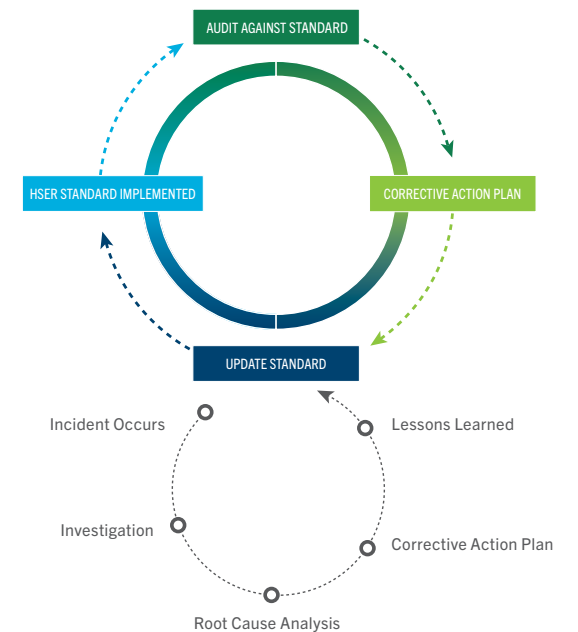 AUDIT AGAINST STANDARD
HSER STANDARD IMPLEMENTED
CORRECTIVE ACTION PLAN
UPDATE STANDARD
Incident Occurs
Lessons Learned
Investigation
Corrective Action Plan
Root Cause Analysis